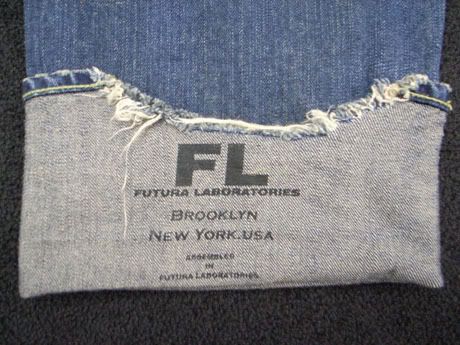 FL
FUTURA LABORATORIES
BROOKLYN
NEW YORK.USA
ASSEMBLED
IN
FUTURA LABORATORIES